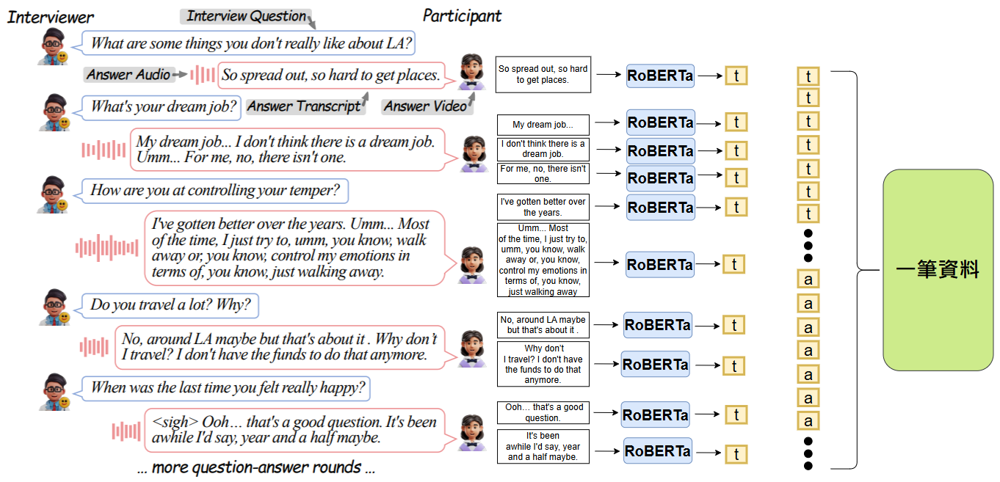 Interviewer
Interview Question
Participant
What are some things you don't really like about LA?
Answer Audio
So spread out, so hard to get places.
What's your dream job?
Answer Transcript
Answer Video
My dream job... I don't think there is a dream job.
Umm... For me, no, there isn't one.
How are you at controlling your temper?
I've gotten better over the years. Umm... Most
of the time, I just try to, umm, you know, walk
away or, you know, control my emotions in
terms of, you know, just walking away.
Do you travel a lot? Why?
No, around LA maybe but that's about it . Why don't
I travel? I don't have the funds to do that anymore.
When was the last time you felt really happy?
<sigh> Ooh… that's a good question. It's been
awhile I'd say, year and a half maybe.
... more question-answer rounds ...
So spread out, so hard
to get places.
RoBERTa
t
My dream job...
RoBERTa
t
I don't think there is a
dream job.
RoBERTa
t
For me, no, there isn't
one.
RoBERTa
t
I've gotten better over
the years.
RoBERTa
t
Umm... Most
of the time, I just try to,
umm, you know, walk
away or, you know,
control my emotions in
terms of, you know,
just walking away
RoBERTa
t
No, around LA maybe
but that's about it .
RoBERTa
t
Why don't
I travel? I don't have
the funds to do that
anymore.
RoBERTa
t
Ooh… that's a good
question.
RoBERTa
t
It's been
awhile I'd say, year
and a half maybe.
RoBERTa
t
t
t
t
t
t
t
t
a
a
a
a
a
a
a
一筆資料